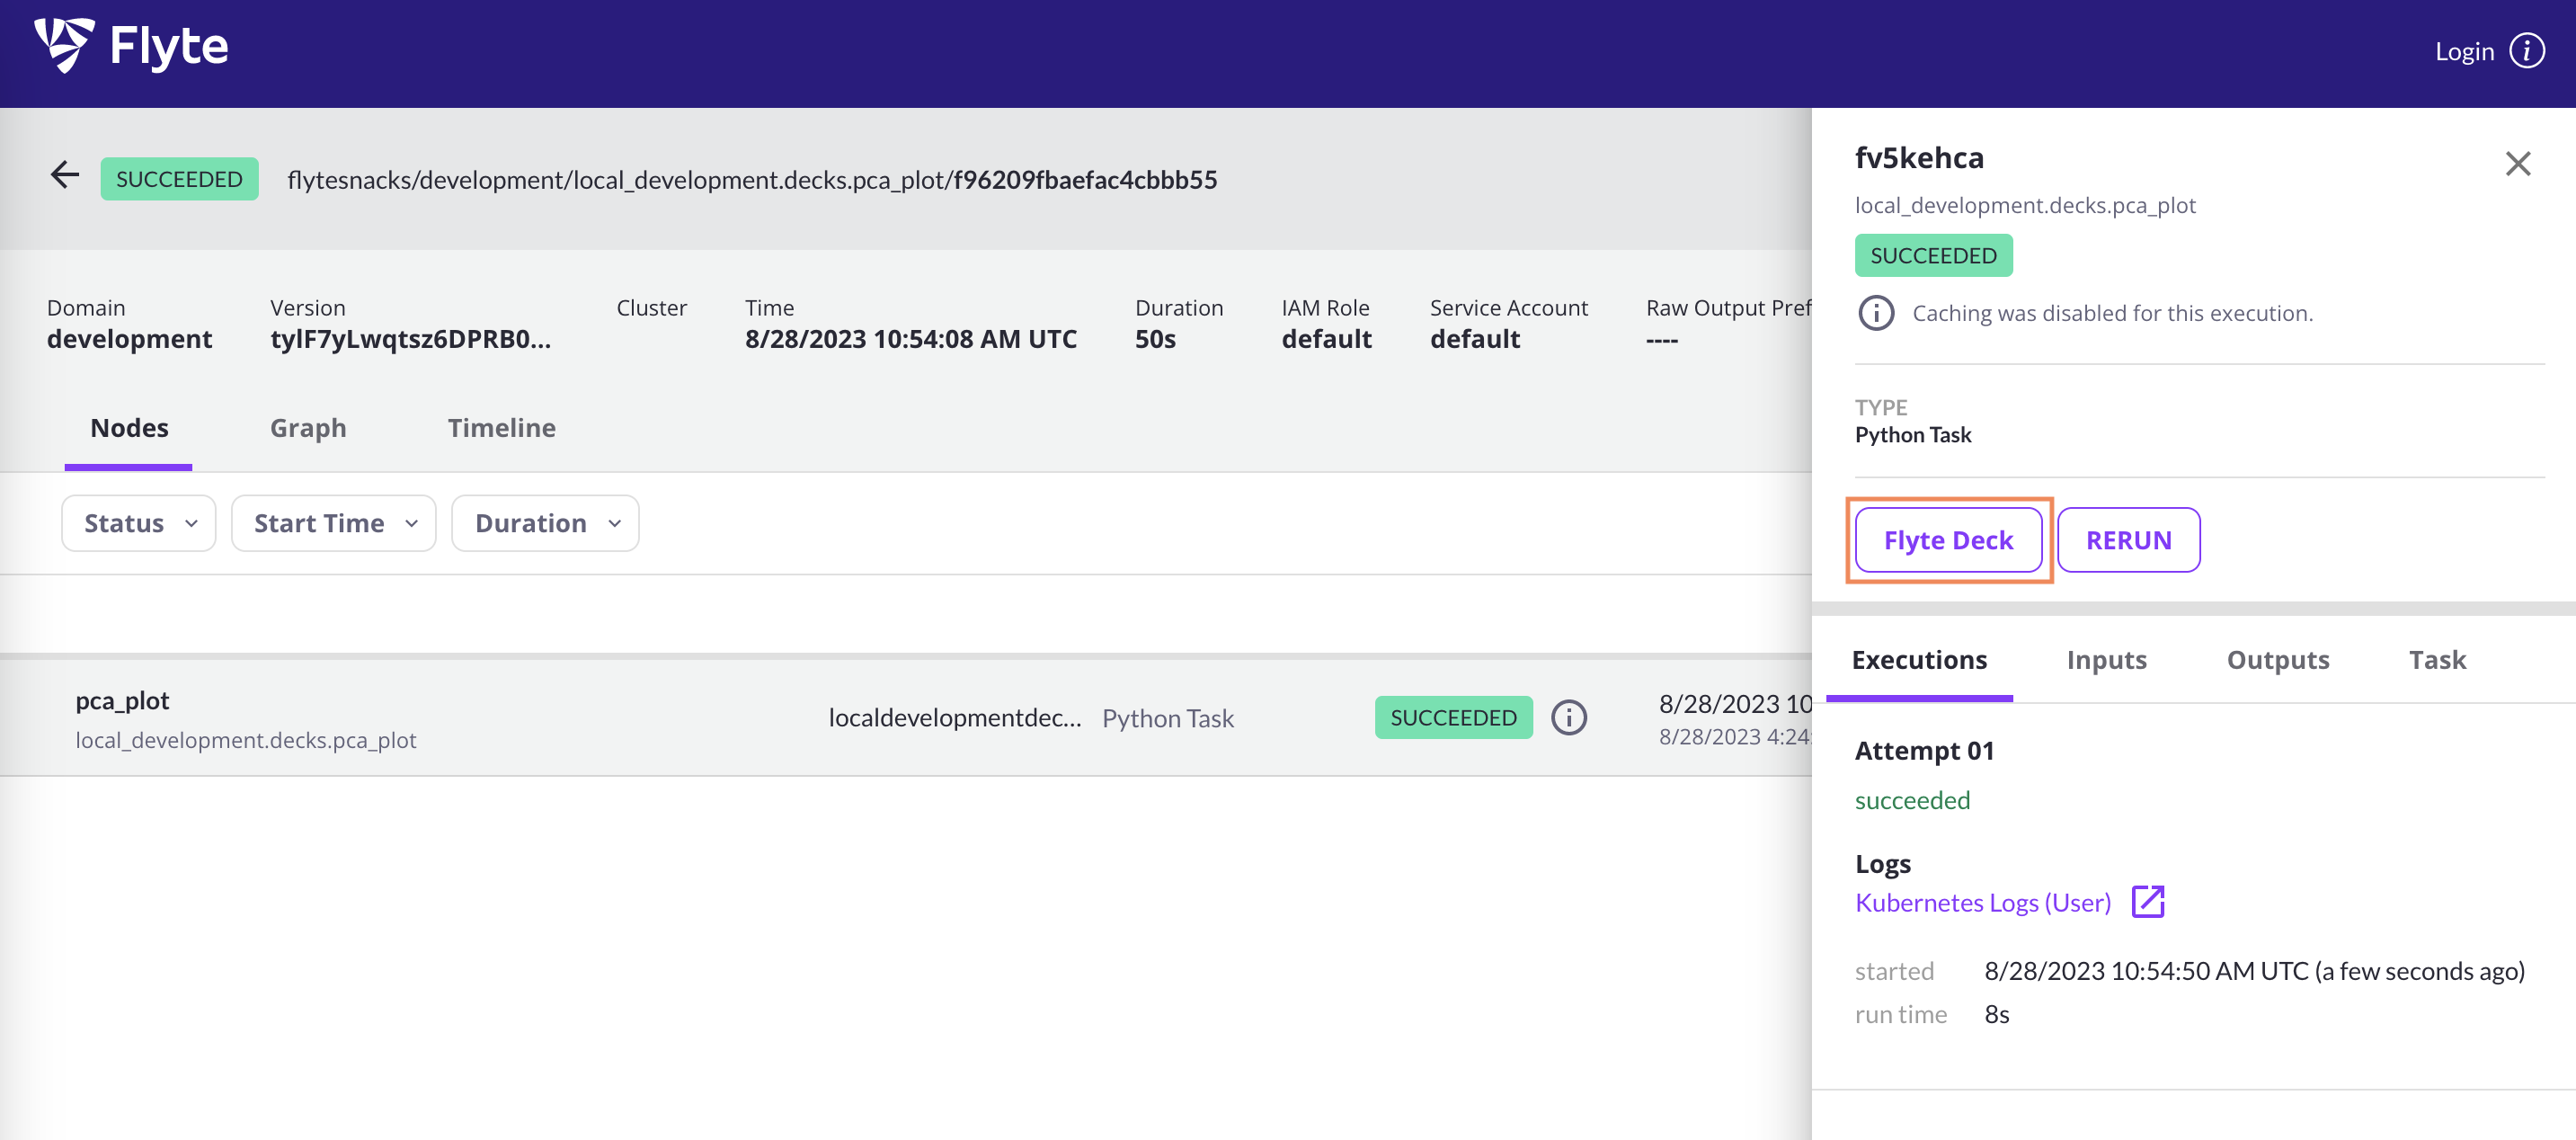 Flyte
Login
SUCCEEDED flytesnacks/development/local_development.decks.pca_plot/f96209fbaefac4cbbb55
Domain Version Cluster Time Duration IAM Role Service Account Raw Output Pref
development tylF7yLwqtsz6DPRB0... 8/28/2023 10:54:08 AM UTC 50s default default ----
Nodes Graph Timeline
Status Start Time Duration
pca_plot
local_development.decks.pca_plot
localdevelopmentdec... Python Task SUCCEEDED
8/28/2023 10
8/28/2023 4:24:
fv5kehca
local_development.decks.pca_plot
SUCCEEDED
Caching was disabled for this execution.
TYPE
Python Task
Flyte Deck RERUN
Executions Inputs Outputs Task
Attempt 01
succeeded
Logs
Kubernetes Logs (User)
started 8/28/2023 10:54:50 AM UTC (a few seconds ago)
run time 8s